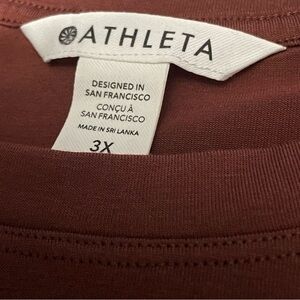 ATHLETA
DESIGNED IN
SAN FRANCISCO
CONÇU À
SAN FRANCISCO
MADE IN SRI LANKA
3X